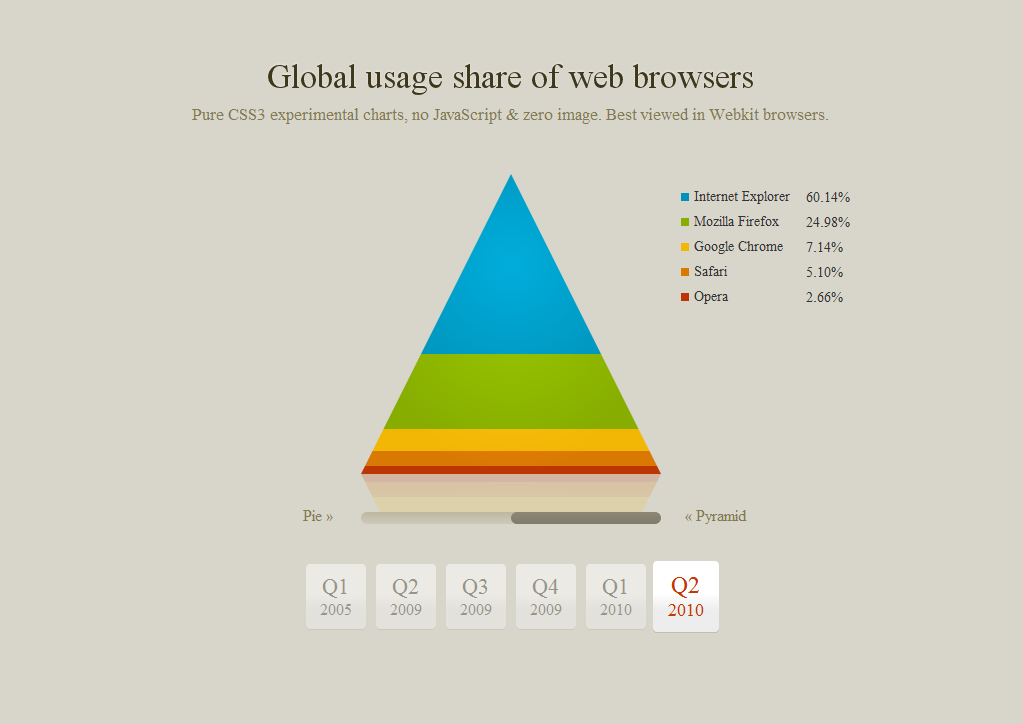 Global usage share of web browsers
Pure CSS3 experimental charts, no JavaScript & zero image. Best viewed in Webkit browsers.
Internet Explorer 60.14%
Mozilla Firefox 24.98%
Google Chrome 7.14%
Safari 5.10%
Opera 2.66%
Pie » « Pyramid
Q1 Q2 Q3 Q4 Q1 Q2
2005 2009 2009 2009 2010 2010